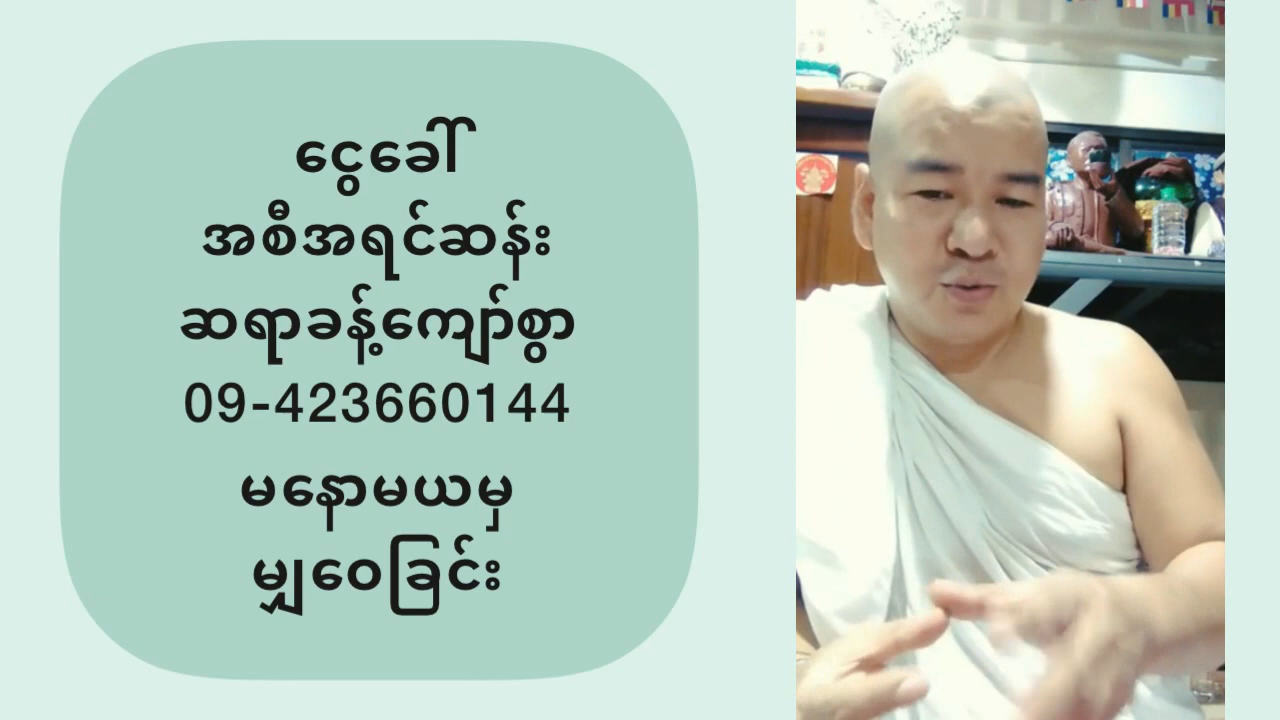 ငွေခေါ်
အစီအရင်ဆန်း
ဆရာခန့်ကျော်စွာ
09-423660144
မနောမယမှ
မျှဝေခြင်း